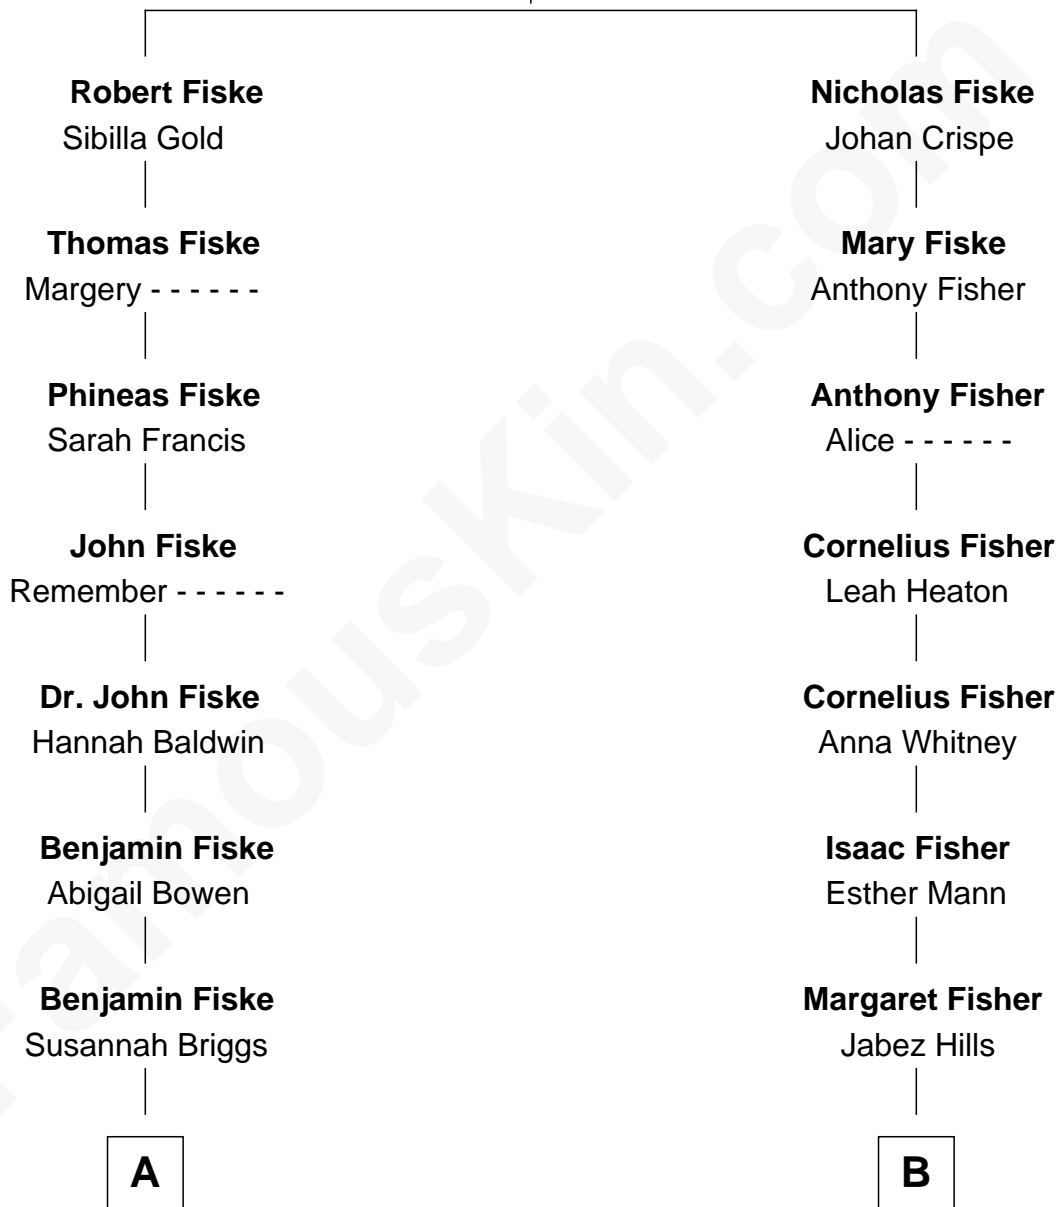 Robert Fiske
Sibilla Gold
Thomas Fiske
Margery - - - - - -
Phineas Fiske
Sarah Francis
John Fiske
Remember - - - - - -
Dr. John Fiske
Hannah Baldwin
Benjamin Fiske
Abigail Bowen
Benjamin Fiske
Susannah Briggs
A
Nicholas Fiske
Johan Crispe
Mary Fiske
Anthony Fisher
Anthony Fisher
Alice - - - - - -
Cornelius Fisher
Leah Heaton
Cornelius Fisher
Anna Whitney
Isaac Fisher
Esther Mann
Margaret Fisher
Jabez Hills
B
FamousKin.com